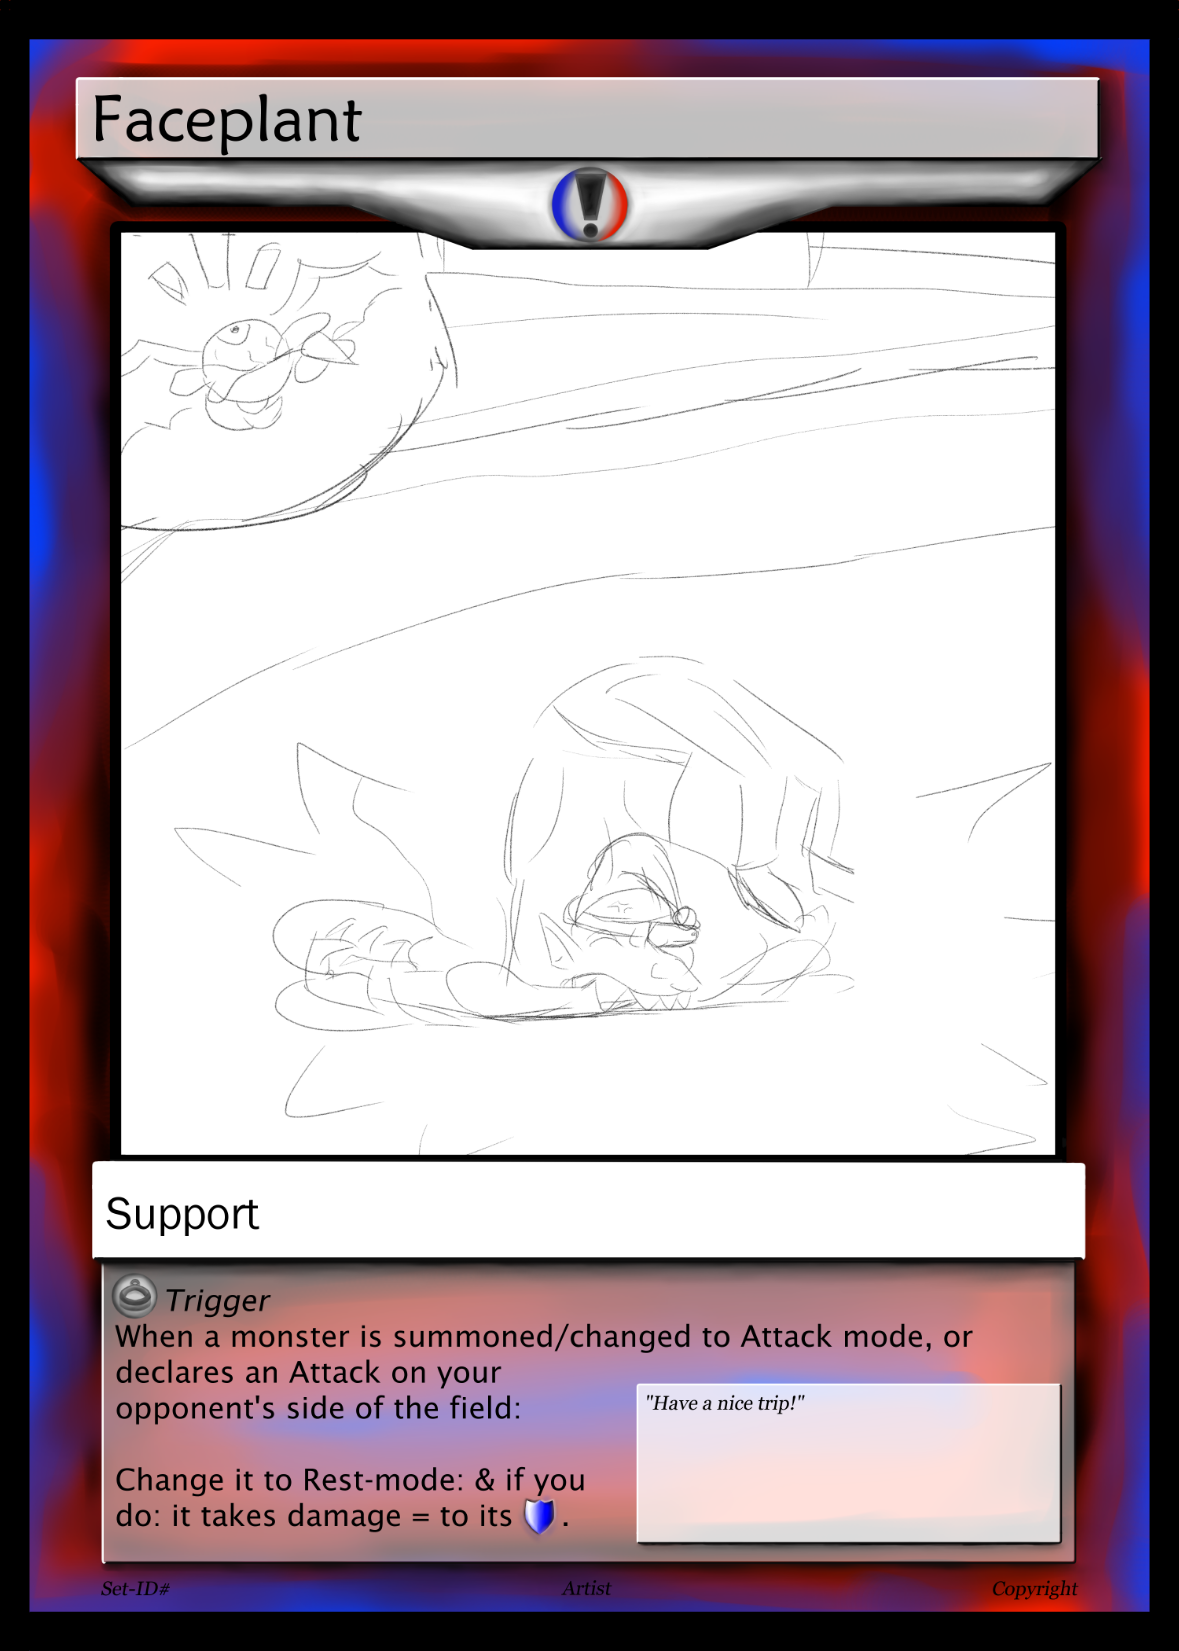 Faceplant
Support
Trigger
When a monster is summoned/changed to Attack mode, or
declares an Attack on your
opponent's side of the field:
"Have a nice trip!"
Change it to Rest-mode: & if you
do: it takes damage = to its .
Set-ID# Artist Copyright